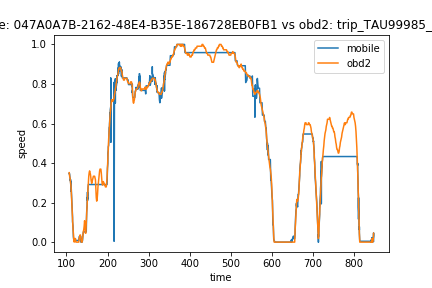 e: 047A0A7B-2162-48E4-B35E-186728EB0FB1 vs obd2: trip_TAU99985_
mobile
obd2
1.0
0.8
0.6
0.4
0.2
0.0
speed
100 200 300 400 500 600 700 800
time